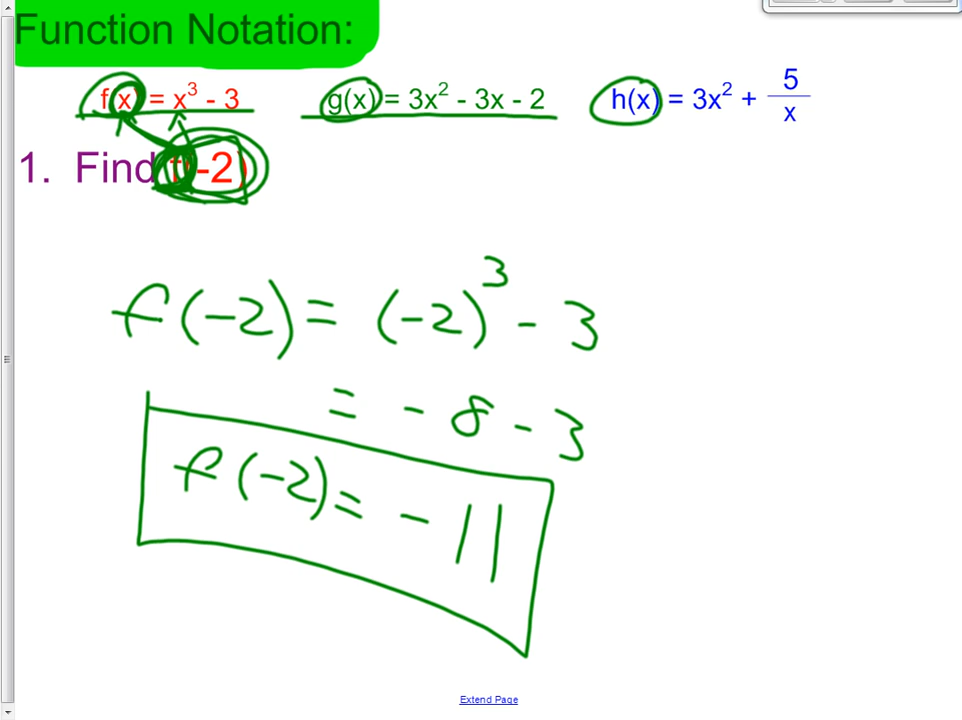 Function Notation:
f(x) = x³ - 3 g(x) = 3x² - 3x - 2 h(x) = 3x² + 5/x
1. Find f(-2)
f(-2) = (-2)³ - 3
= -8 - 3
f(-2) = -11
Extend Page